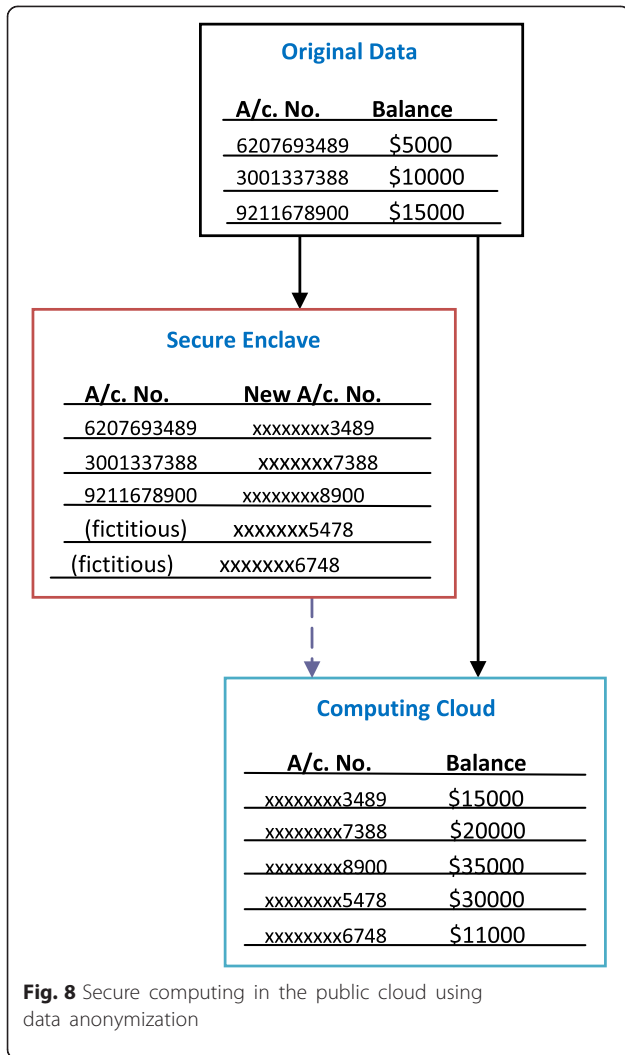 Original Data
A/c. No. Balance
6207693489 $5000
3001337388 $10000
9211678900 $15000
Secure Enclave
A/c. No. New A/c. No.
6207693489 xxxxxxxx3489
3001337388 xxxxxxx7388
9211678900 xxxxxxxx8900
(fictitious) xxxxxxx5478
(fictitious) xxxxxxx6748
Computing Cloud
A/c. No. Balance
xxxxxxxx3489 $15000
xxxxxxxx7388 $20000
xxxxxxxx8900 $35000
xxxxxxxx5478 $30000
xxxxxxxx6748 $11000
Fig. 8 Secure computing in the public cloud using
data anonymization